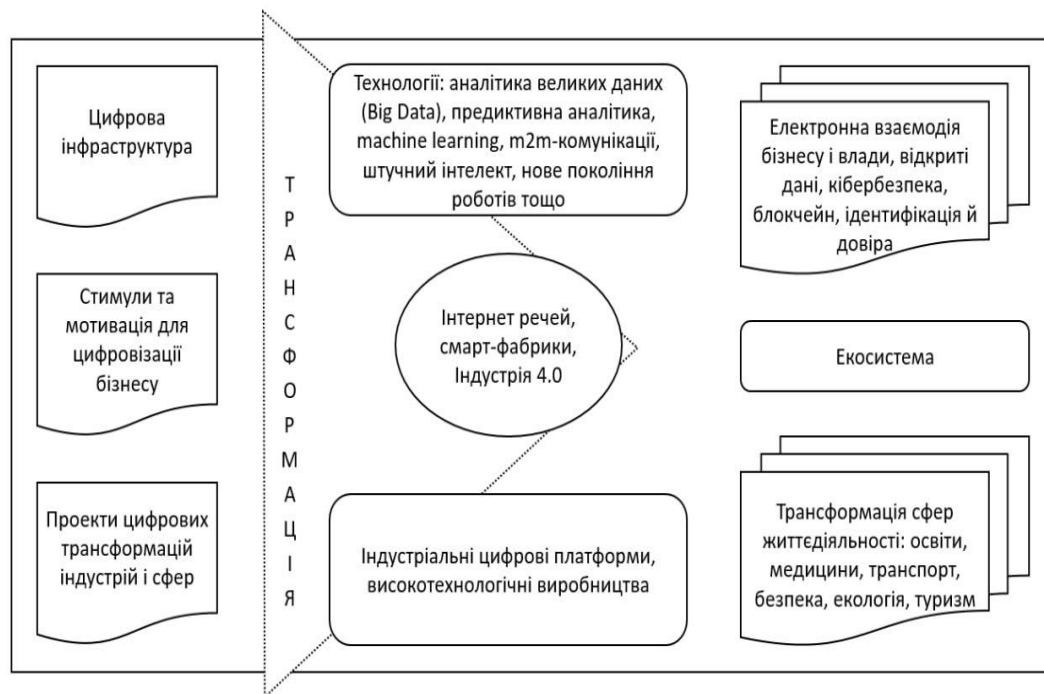 Цифрова
інфраструктура
Стимули та
мотивація для
цифровізації
бізнесу
Проекти цифрових
трансформацій
індустрій і сфер
ТРАНСФОРМАЦІЯ
Технології: аналітика великих даних
(Big Data), предиктивна аналітика,
machine learning, m2m-комунікації,
штучний інтелект, нове покоління
роботів тощо
Інтернет речей,
смарт-фабрики,
Індустрія 4.0
Індустріальні цифрові платформи,
високотехнологічні виробництва
Електронна взаємодія
бізнесу і влади, відкриті
дані, кібербезпека,
блокчейн, ідентифікація й
довіра
Екосистема
Трансформація сфер
життєдіяльності: освіти,
медицини, транспорт,
безпека, екологія, туризм